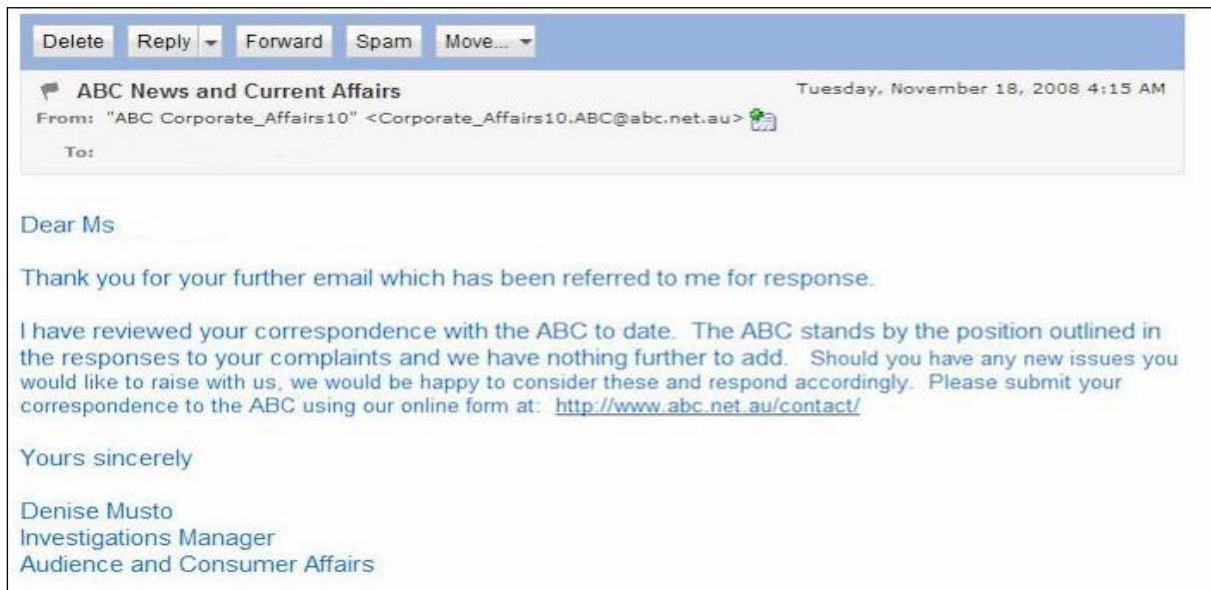 Delete Reply Forward Spam Move...
ABC News and Current Affairs Tuesday, November 18, 2008 4:15 AM
From: "ABC Corporate_Affairs10" <Corporate_Affairs10.ABC@abc.net.au>
To:
Dear Ms
Thank you for your further email which has been referred to me for response.
I have reviewed your correspondence with the ABC to date. The ABC stands by the position outlined in
the responses to your complaints and we have nothing further to add. Should you have any new issues you
would like to raise with us, we would be happy to consider these and respond accordingly. Please submit your
correspondence to the ABC using our online form at: http://www.abc.net.au/contact/
Yours sincerely
Denise Musto
Investigations Manager
Audience and Consumer Affairs